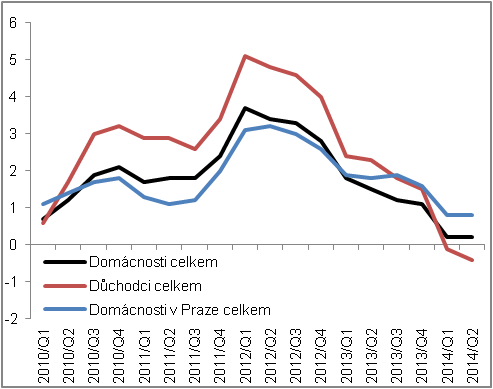 6
5
4
3
2
1
0
-1
-2
Domácnosti celkem
Důchodci celkem
Domácnosti v Praze celkem
2010/Q1
2010/Q2
2010/Q3
2010/Q4
2011/Q1
2011/Q2
2011/Q3
2011/Q4
2012/Q1
2012/Q2
2012/Q3
2012/Q4
2013/Q1
2013/Q2
2013/Q3
2013/Q4
2014/Q1
2014/Q2